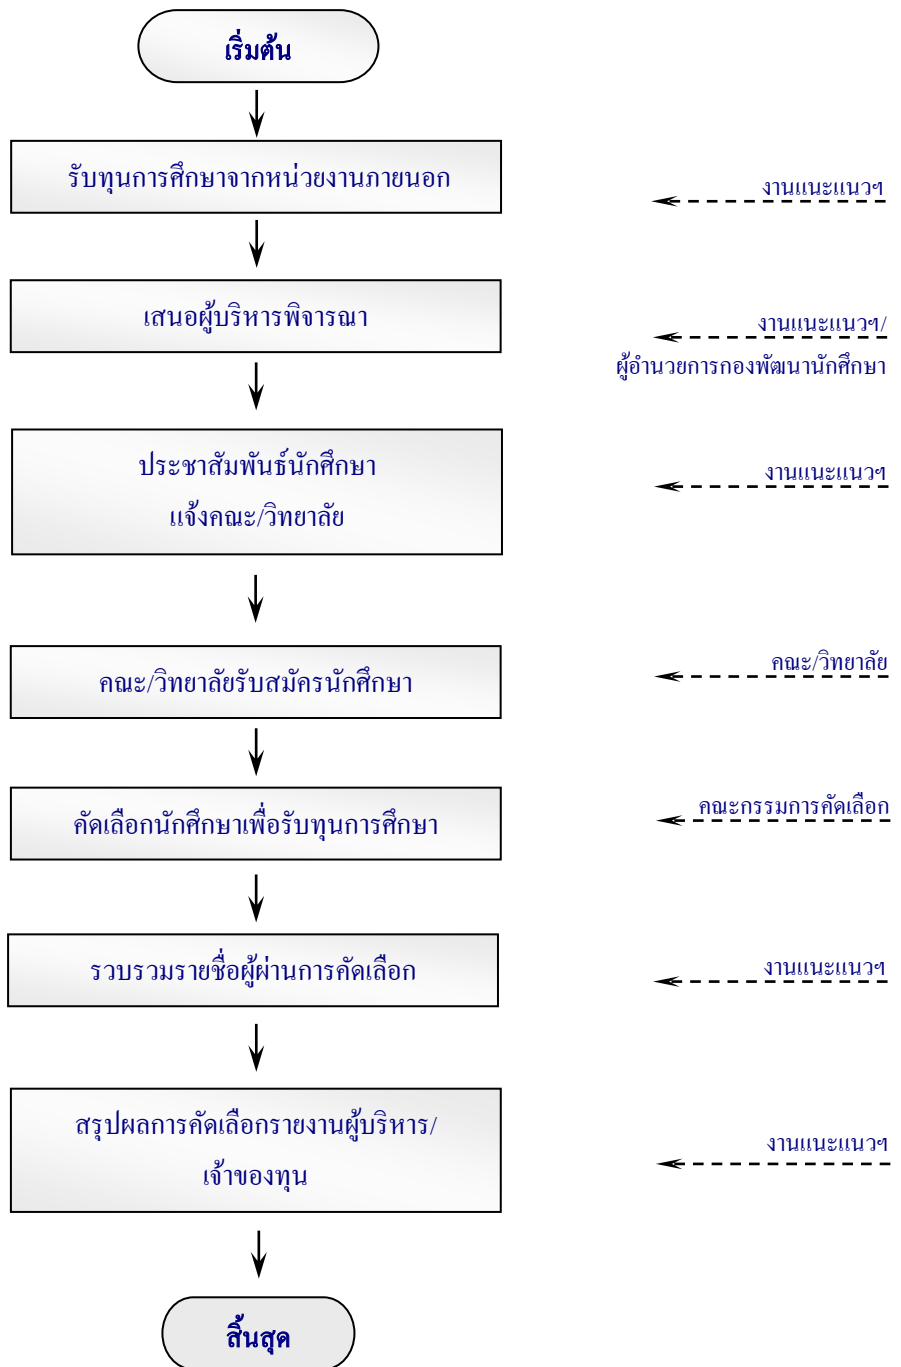 เริ่มต้น
รับทุนการศึกษาจากหน่วยงานภายนอก
งานแนะแนวฯ
เสนอผู้บริหารพิจารณา
งานแนะแนวฯ/
ผู้อำนวยการกองพัฒนานักศึกษา
ประชาสัมพันธ์นักศึกษา
แจ้งคณะ/วิทยาลัย
งานแนะแนวฯ
คณะ/วิทยาลัยรับสมัครนักศึกษา
คณะ/วิทยาลัย
คัดเลือกนักศึกษาเพื่อรับทุนการศึกษา
คณะกรรมการคัดเลือก
รวบรวมรายชื่อผู้ผ่านการคัดเลือก
งานแนะแนวฯ
สรุปผลการคัดเลือกรายงานผู้บริหาร/
เจ้าของทุน
งานแนะแนวฯ
สิ้นสุด